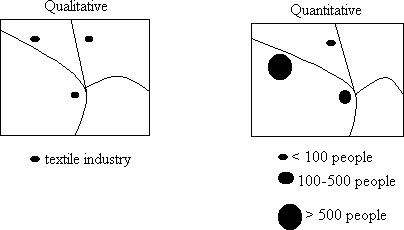 Qualitative
Quantitative
textile industry
< 100 people
100-500 people
> 500 people